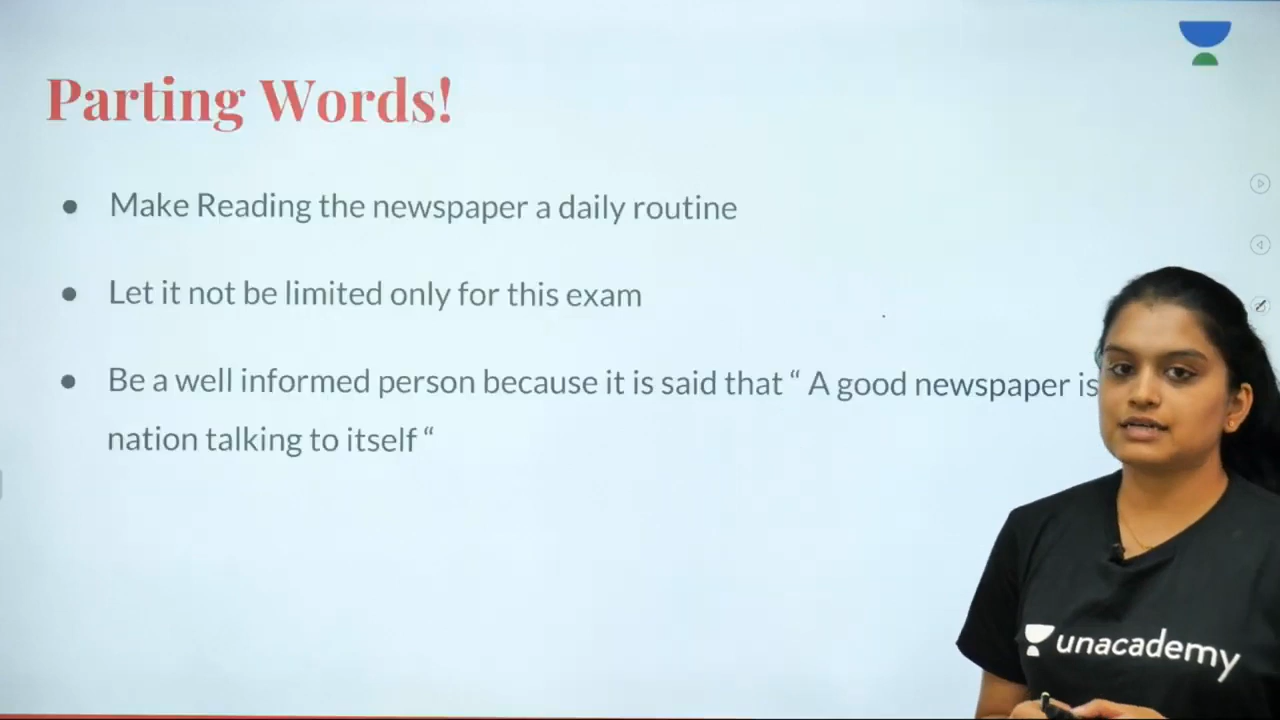 Parting Words!
Make Reading the newspaper a daily routine
Let it not be limited only for this exam
Be a well informed person because it is said that “ A good newspaper is
nation talking to itself “
unacademy